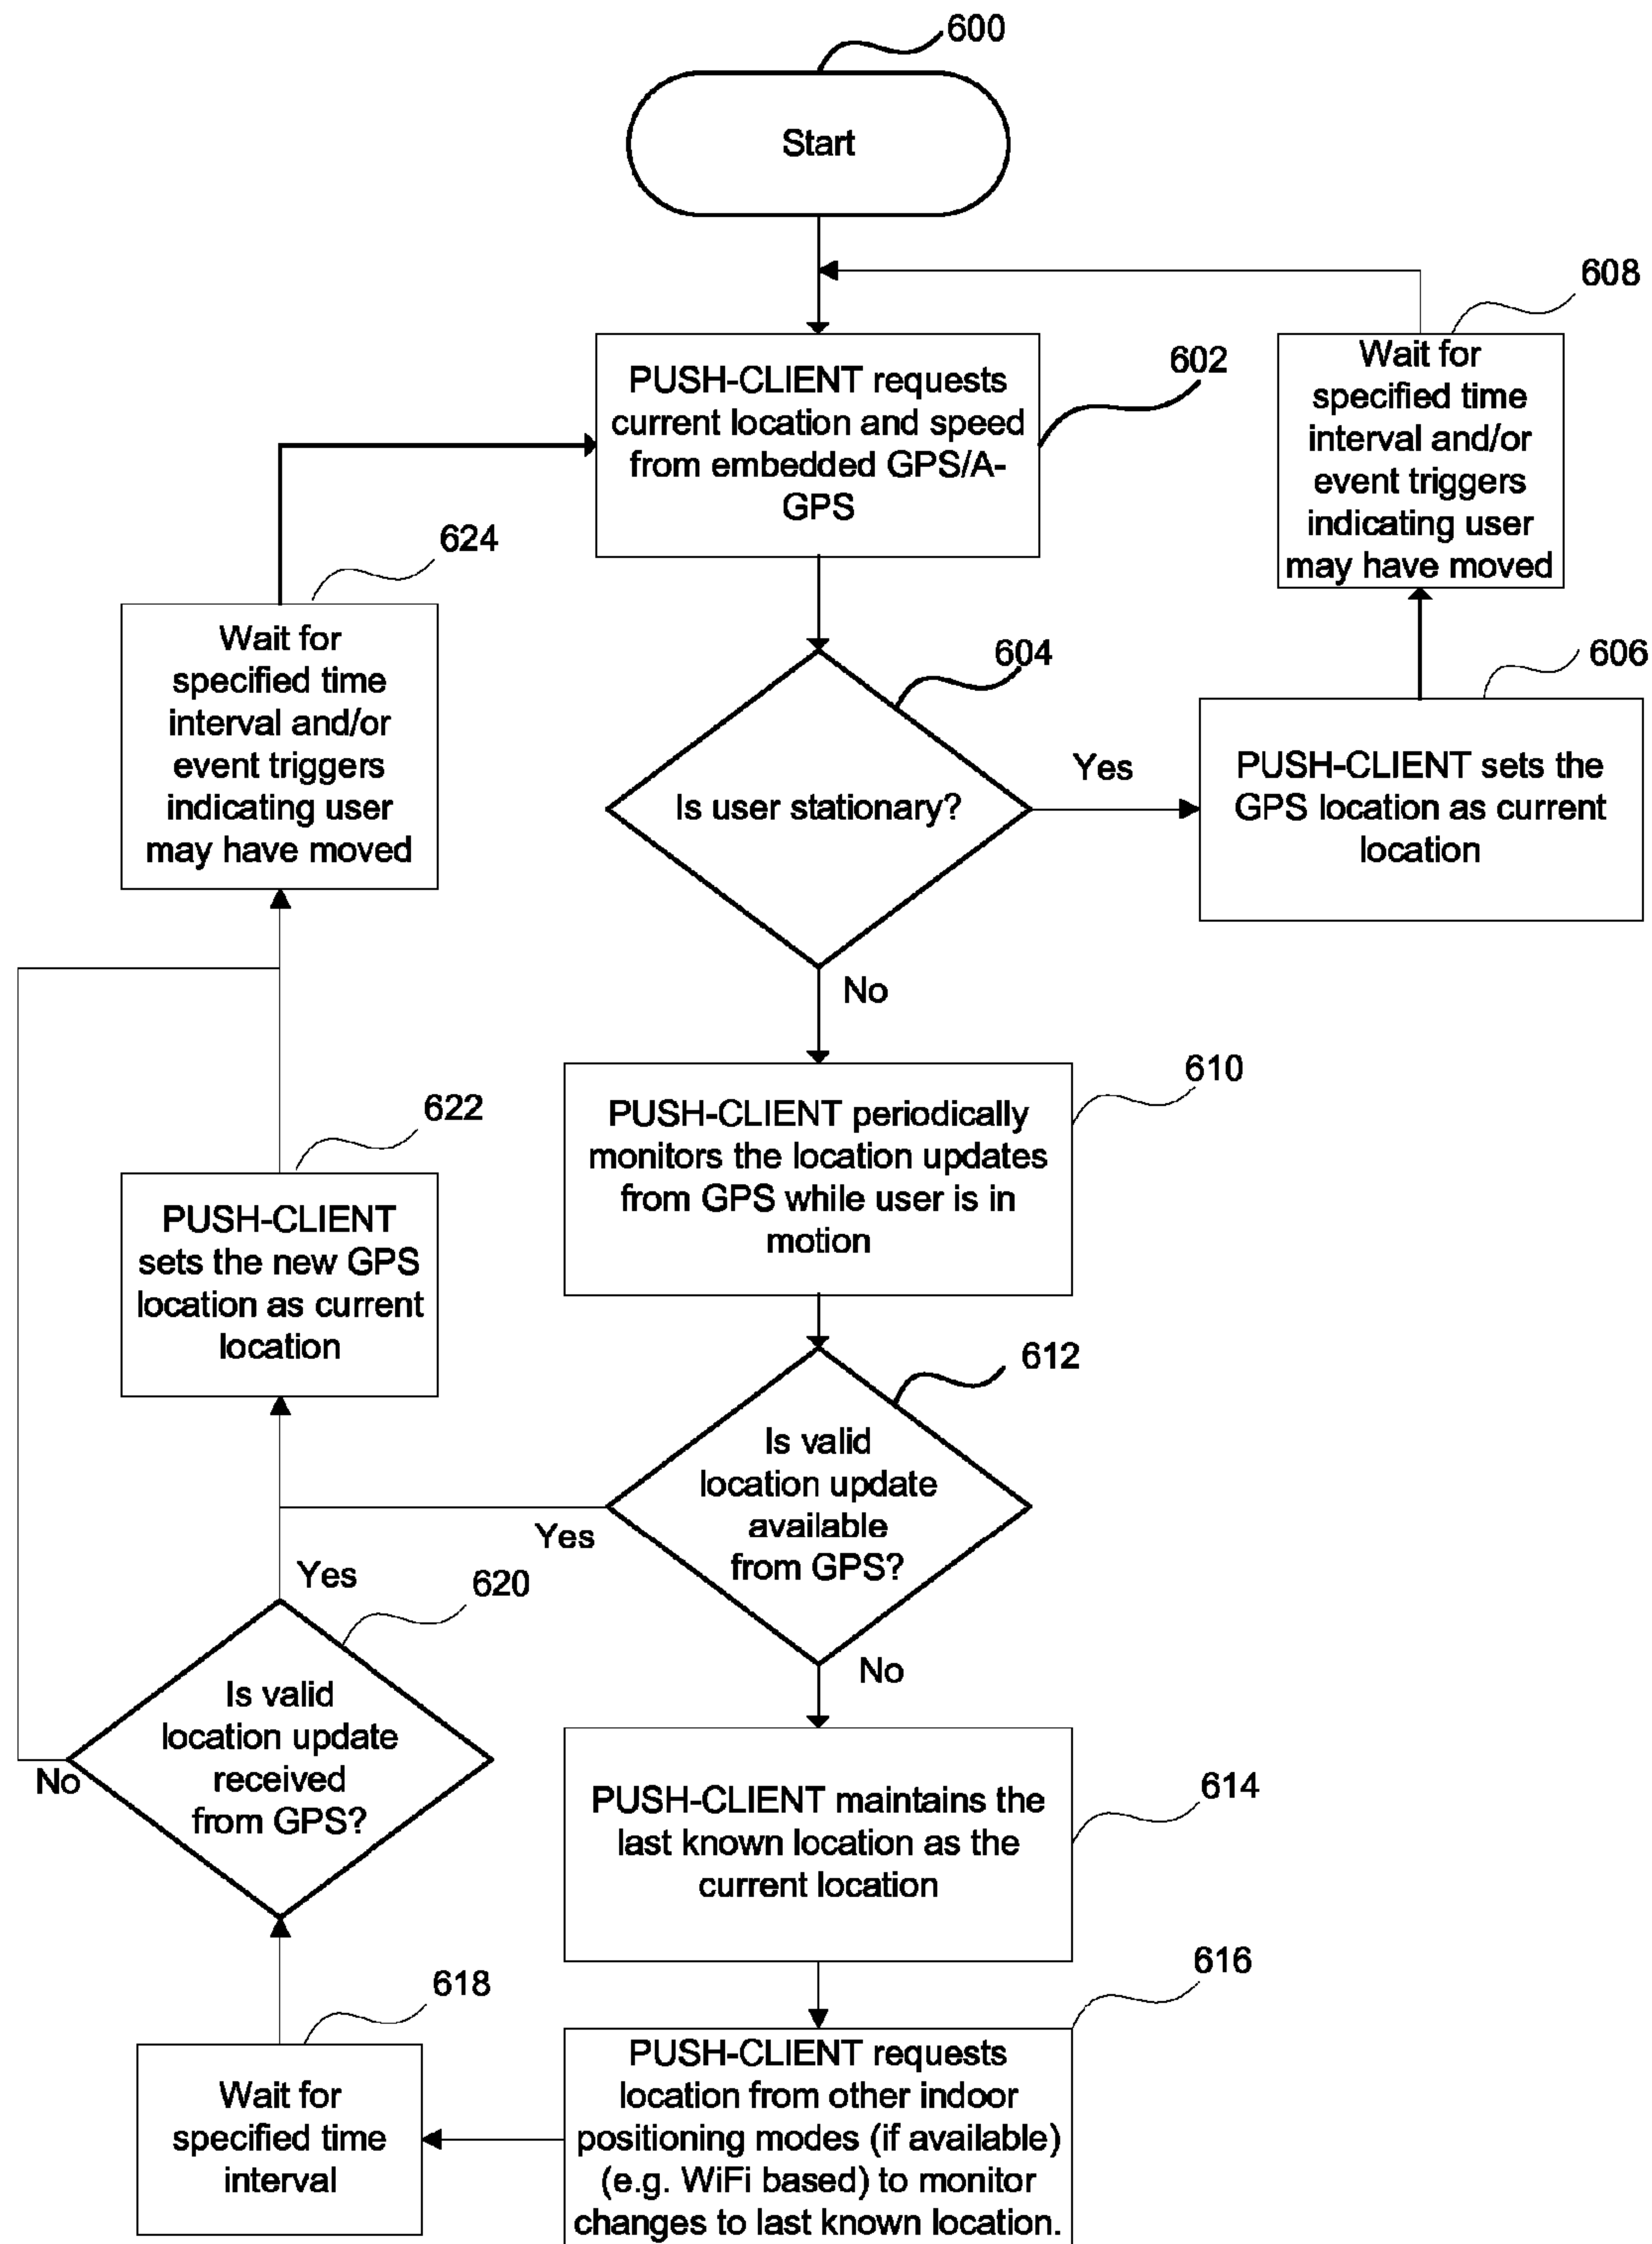 600
Start
608
Wait for
specified time
interval and/or
event triggers
indicating user
may have moved
602
PUSH-CLIENT requests
current location and speed
from embedded GPS/A-
GPS
624
Wait for
specified time
interval and/or
event triggers
indicating user
may have moved
604
Is user stationary?
Yes
606
PUSH-CLIENT sets the
GPS location as current
location
No
610
PUSH-CLIENT periodically
monitors the location updates
from GPS while user is in
motion
622
PUSH-CLIENT
sets the new GPS
location as current
location
612
Is valid
location update
available
from GPS?
Yes
Yes
620
Is valid
location update
received
from GPS?
No
No
614
PUSH-CLIENT maintains the
last known location as the
current location
616
PUSH-CLIENT requests
location from other indoor
positioning modes (if available)
(e.g. WiFi based) to monitor
changes to last known location.
618
Wait for
specified time
interval